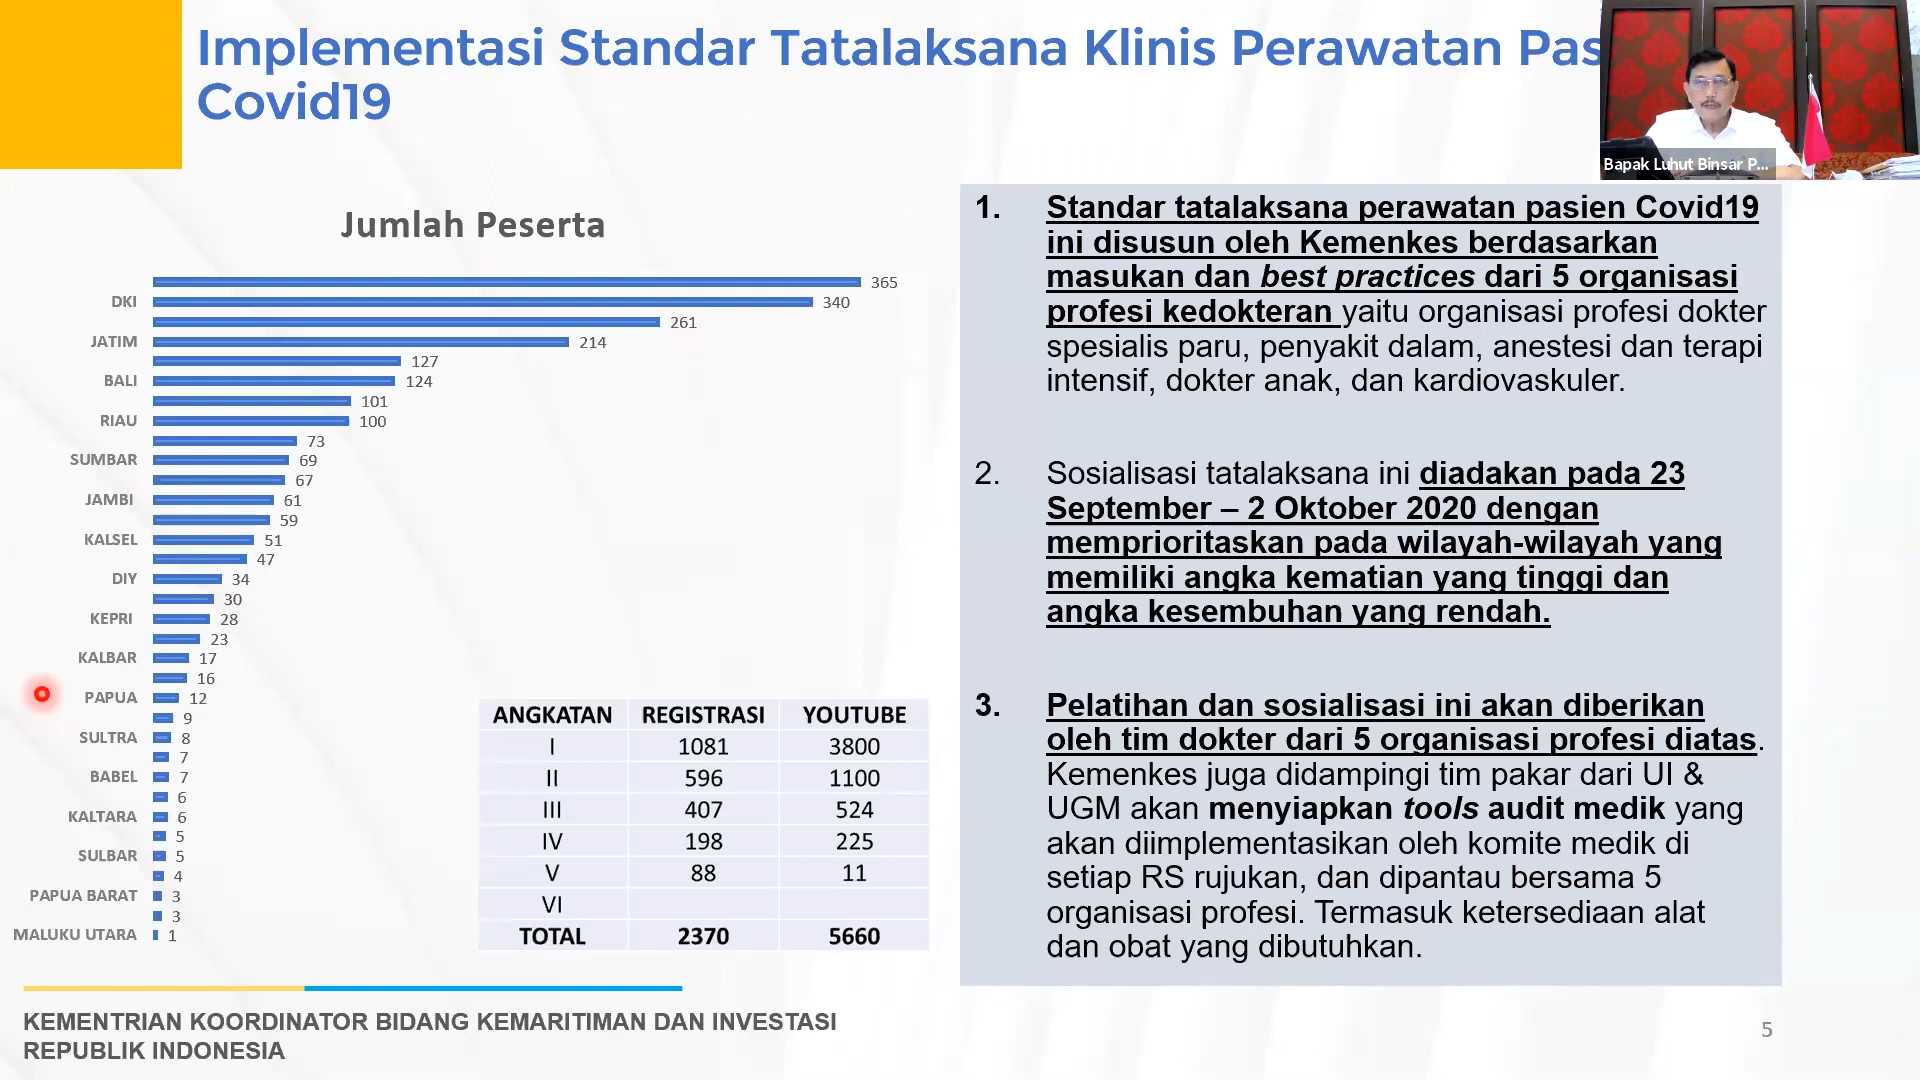 Implementasi Standar Tatalaksana Klinis Perawatan Pas
Covid19
Bapak Luhut Binsar P...
Jumlah Peserta
365
DKI 340
261
JATIM 214
127
BALI 124
101
RIAU 100
73
SUMBAR 69
67
JAMBI 61
59
KALSEL 51
47
DIY 34
30
KEPRI 28
23
KALBAR 17
16
PAPUA 12
9
SULTRA 8
7
BABEL 7
6
KALTARA 6
5
SULBAR 5
4
PAPUA BARAT 3
3
MALUKU UTARA 1
ANGKATAN REGISTRASI YOUTUBE
I 1081 3800
II 596 1100
III 407 524
IV 198 225
V 88 11
VI
TOTAL 2370 5660
1. Standar tatalaksana perawatan pasien Covid19
ini disusun oleh Kemenkes berdasarkan
masukan dan best practices dari 5 organisasi
profesi kedokteran yaitu organisasi profesi dokter
spesialis paru, penyakit dalam, anestesi dan terapi
intensif, dokter anak, dan kardiovaskuler.
2. Sosialisasi tatalaksana ini diadakan pada 23
September – 2 Oktober 2020 dengan
memprioritaskan pada wilayah-wilayah yang
memiliki angka kematian yang tinggi dan
angka kesembuhan yang rendah.
3. Pelatihan dan sosialisasi ini akan diberikan
oleh tim dokter dari 5 organisasi profesi diatas.
Kemenkes juga didampingi tim pakar dari UI &
UGM akan menyiapkan tools audit medik yang
akan diimplementasikan oleh komite medik di
setiap RS rujukan, dan dipantau bersama 5
organisasi profesi. Termasuk ketersediaan alat
dan obat yang dibutuhkan.
KEMENTRIAN KOORDINATOR BIDANG KEMARITIMAN DAN INVESTASI
REPUBLIK INDONESIA
5